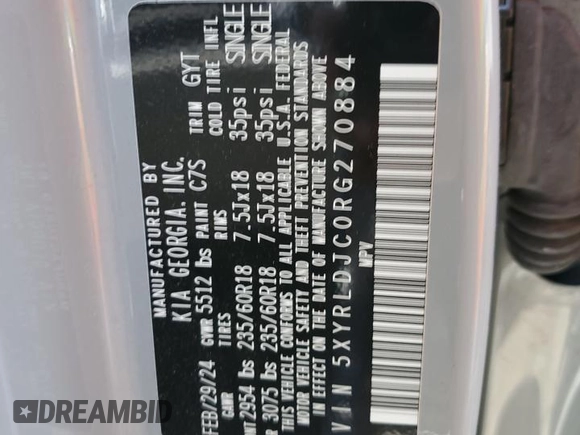 MANUFACTURED BY
KIA GEORGIA. INC.
FEB/29/24 GVWR 5512 lbs PAINT C7S TRIM GYT
GAWR TIRES RIMS COLD TIRE INFL
NT 2954 lbs 235/60R18 7.5Jx18 35psi SINGLE
R 3075 lbs 235/60R18 7.5Jx18 35psi SINGLE
THIS VEHICLE CONFORMS TO ALL APPLICABLE U.S.A. FEDERAL
MOTOR VEHICLE SAFETY AND THEFT PREVENTION STANDARDS
IN EFFECT ON THE DATE OF MANUFACTURE SHOWN ABOVE
VIN 5XYRLDJC0RG270884
MPV
A BID.CARS